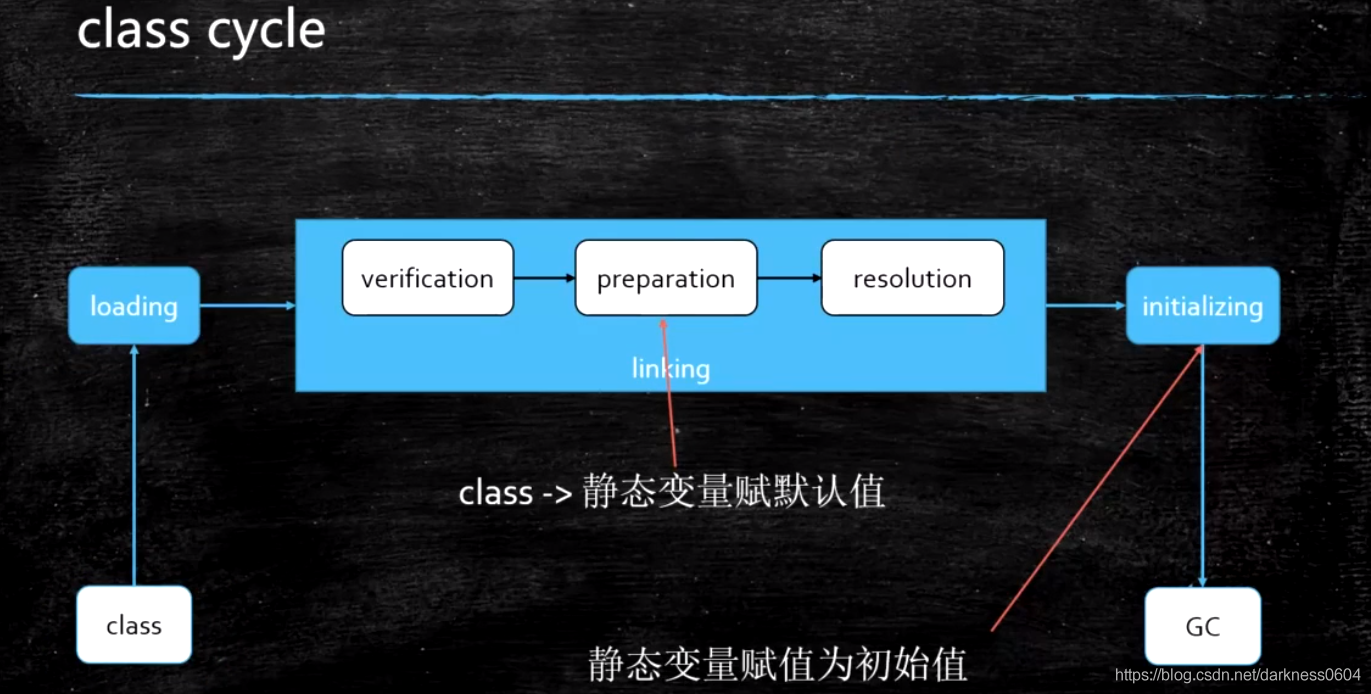 class cycle
verification
preparation
resolution
loading
initializing
linking
class -> 静态变量赋默认值
class
GC
静态变量赋值为初始值
https://blog.csdn.net/darkness0604